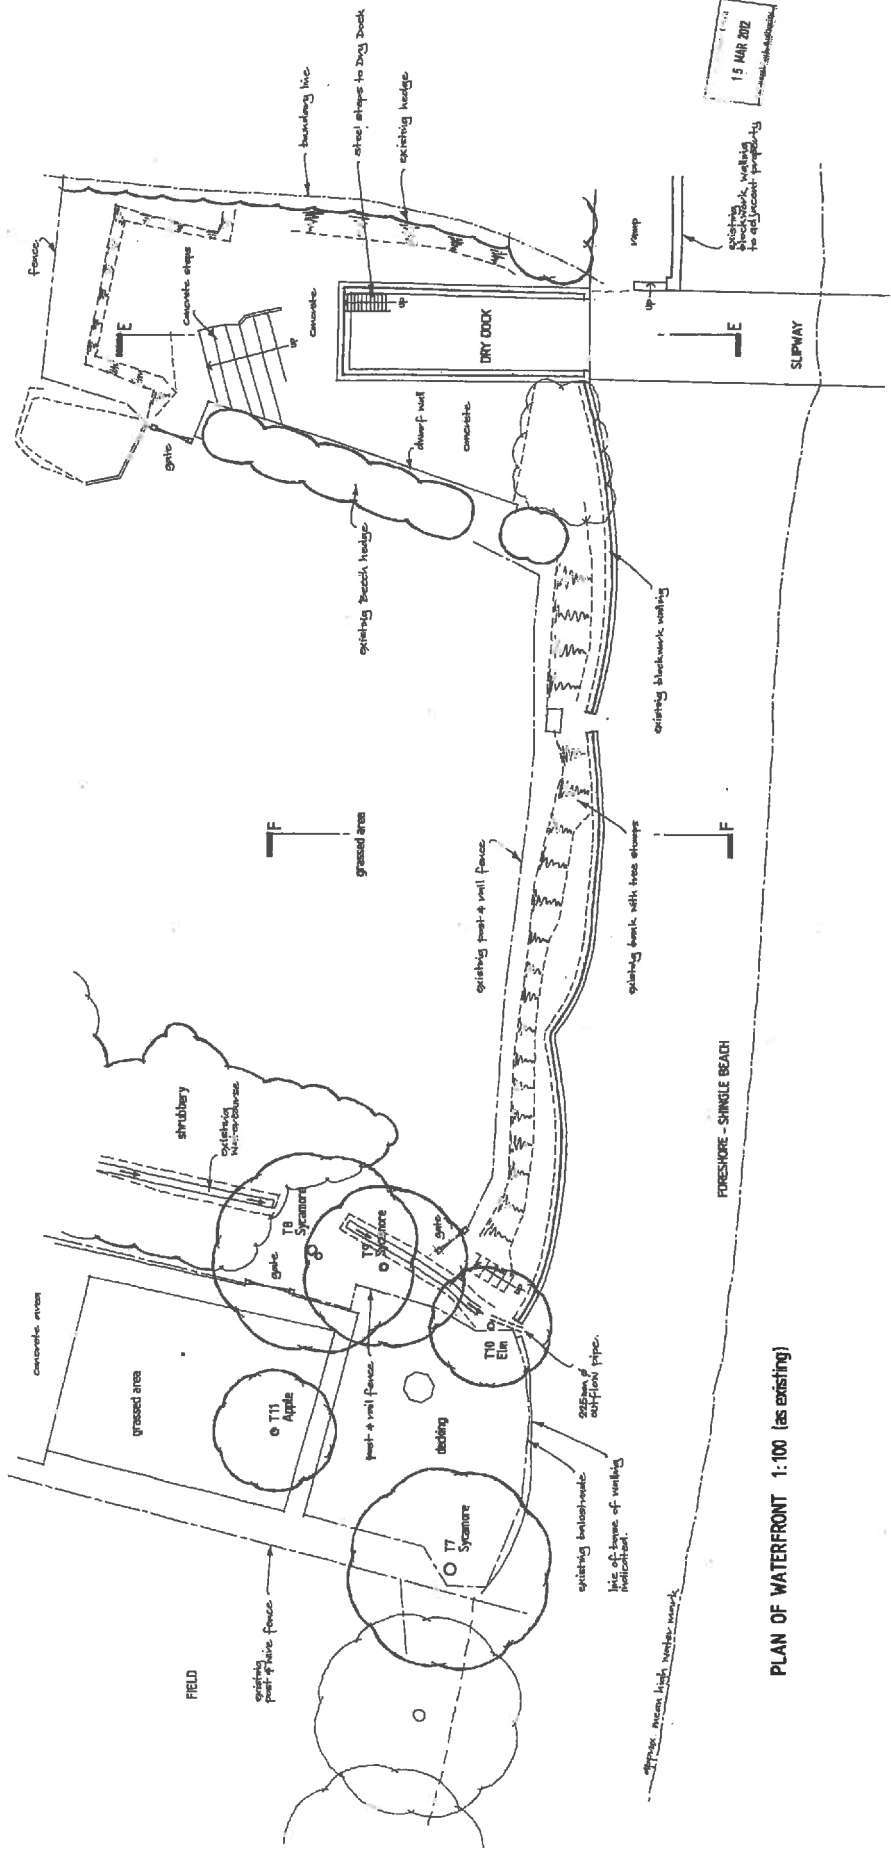 PLAN OF WATERFRONT 1:100 (as existing)
FIELD
existing
post & wire fence
concrete area
grassed area
T11
Apple
post & rail fence
decking
T7
Sycamore
existing balustrade
line of base of walling
indicated.
225mm ø
outflow pipe.
T10
Elm
up
gate
T8
Sycamore
T9
Sycamore
gate
shrubbery
existing
watercourse
approx. mean high water mark
FORESHORE - SHINGLE BEACH
existing post & rail fence
existing bank with tree stumps
grassed area
F
F
existing blockwork walling
existing Beech hedge
dwarf wall
concrete
gate
fence
concrete steps
up
concrete
E
E
DRY DOCK
up
SLIPWAY
up
ramp
existing
blockwork walling
to adjacent property
boundary line
steel steps to Dry Dock
existing hedge
15 MAR 2012